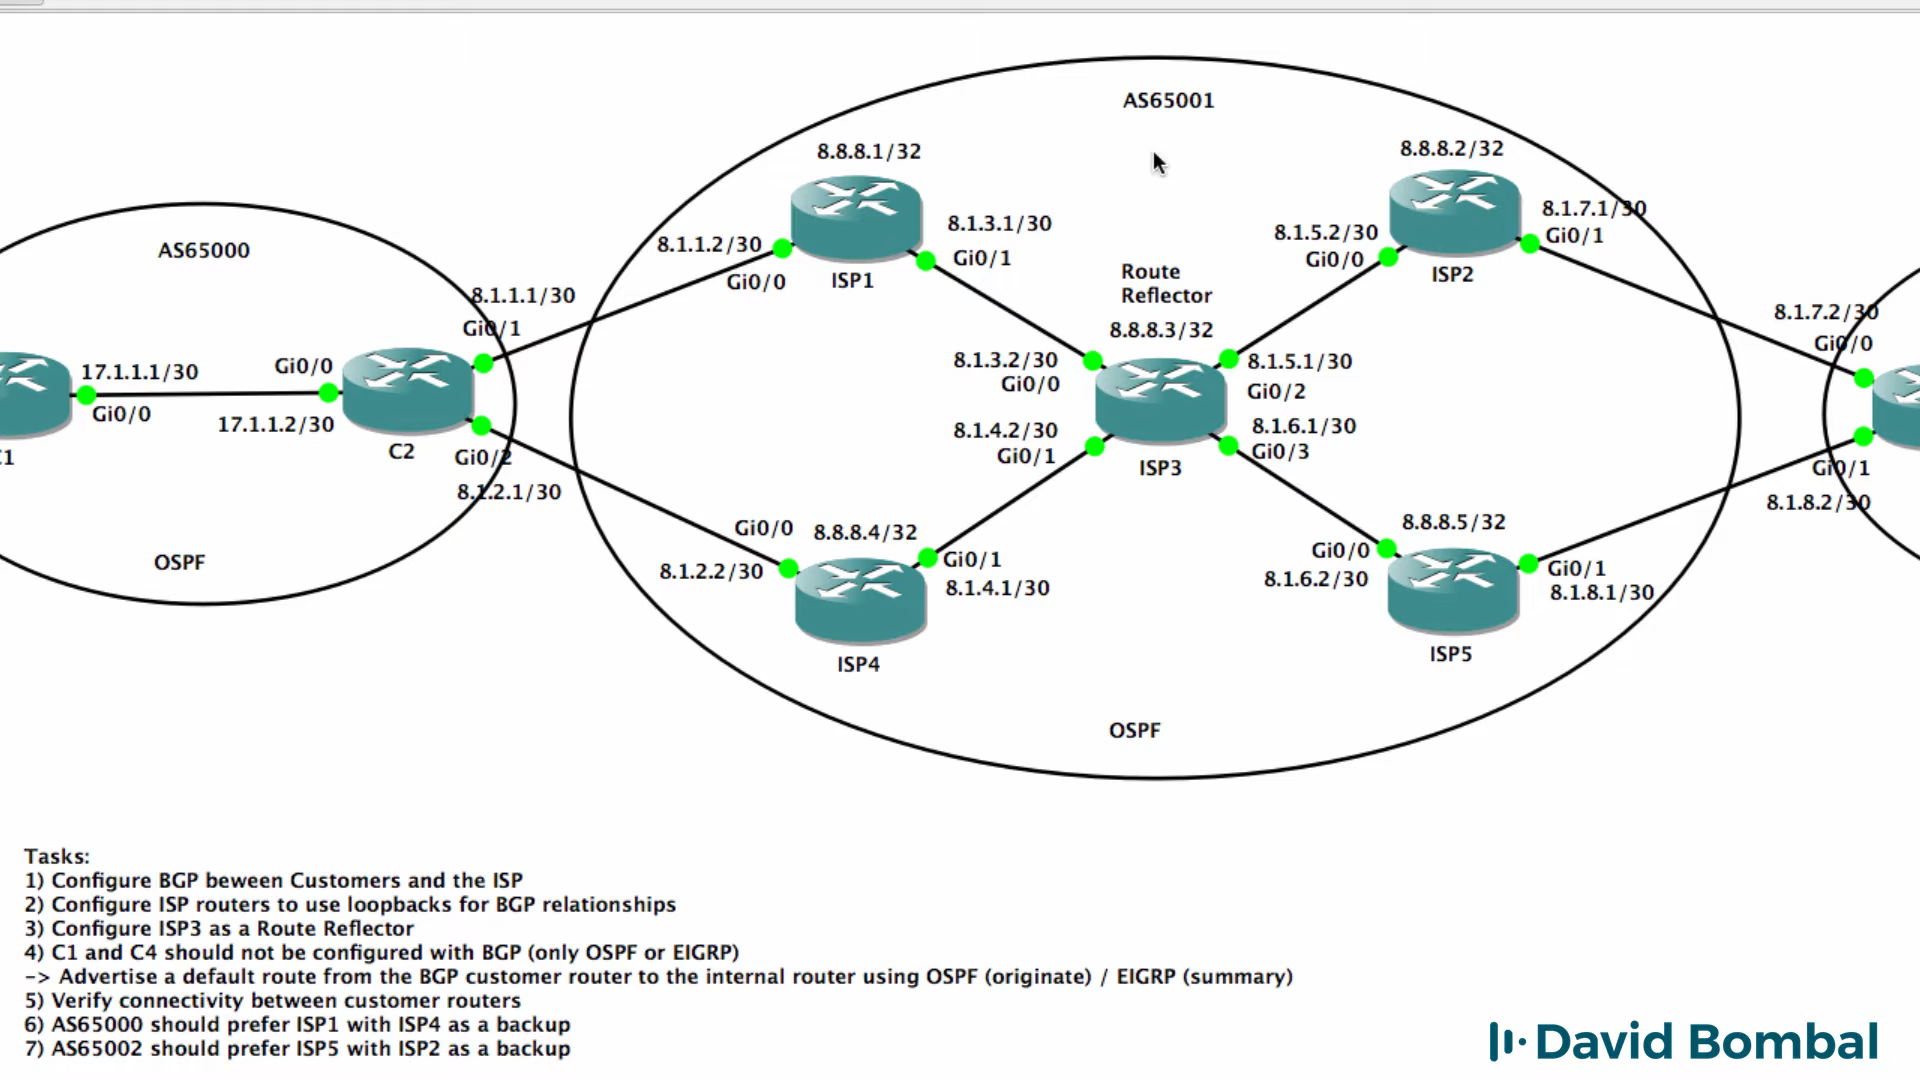 AS65001
8.8.8.1/32
8.8.8.2/32
8.1.3.1/30
Gi0/1
8.1.1.2/30
Gi0/0
ISP1
8.1.5.2/30
Gi0/0
8.1.7.1/30
Gi0/1
ISP2
AS65000
8.1.1.1/30
Gi0/1
Route
Reflector
8.8.8.3/32
8.1.7.2/30
Gi0/0
17.1.1.1/30
Gi0/0
Gi0/0
17.1.1.2/30
C2
C1
8.1.3.2/30
Gi0/0
8.1.5.1/30
Gi0/2
8.1.4.2/30
Gi0/1
8.1.6.1/30
Gi0/3
ISP3
Gi0/2
8.1.2.1/30
Gi0/1
8.1.8.2/30
Gi0/0
8.8.8.4/32
8.1.2.2/30
Gi0/1
8.1.4.1/30
ISP4
8.8.8.5/32
Gi0/0
8.1.6.2/30
Gi0/1
8.1.8.1/30
ISP5
OSPF
OSPF
Tasks:
1) Configure BGP beween Customers and the ISP
2) Configure ISP routers to use loopbacks for BGP relationships
3) Configure ISP3 as a Route Reflector
4) C1 and C4 should not be configured with BGP (only OSPF or EIGRP)
-> Advertise a default route from the BGP customer router to the internal router using OSPF (originate) / EIGRP (summary)
5) Verify connectivity between customer routers
6) AS65000 should prefer ISP1 with ISP4 as a backup
7) AS65002 should prefer ISP5 with ISP2 as a backup
David Bombal